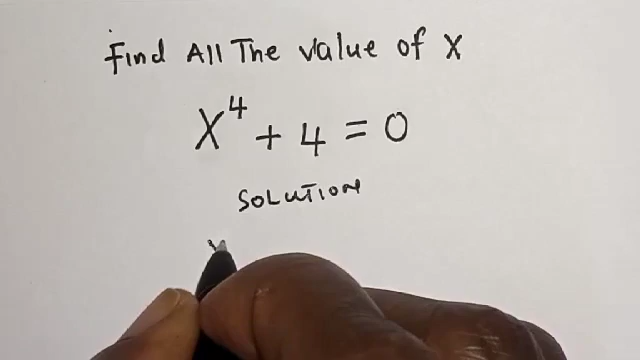 Find All The Value of X
X⁴ + 4 = 0
SOLUTION